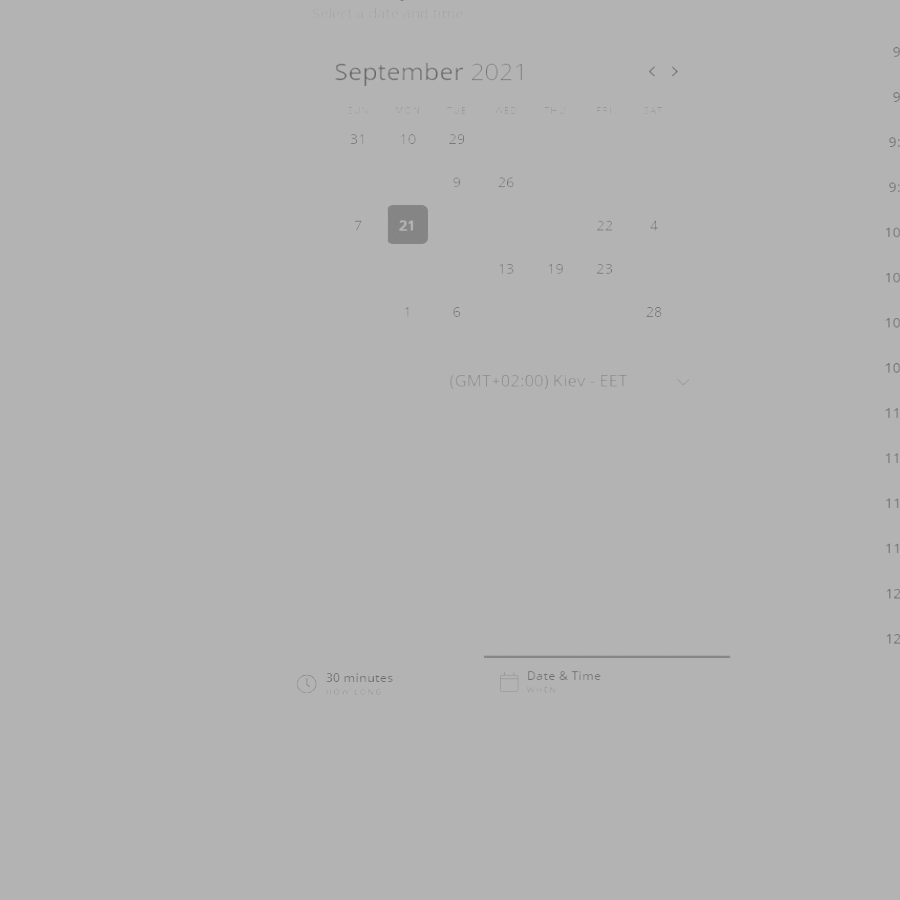 Select a date and time
September 2021
SUN MON TUE WED THU FRI SAT
31 10 29
9 26
7 21 22 4
13 19 23
1 6 28
(GMT+02:00) Kiev - EET
30 minutes
HOW LONG
Date & Time
WHEN
9
9
9:
9:
10
10
10
10
11
11
11
11
12
12